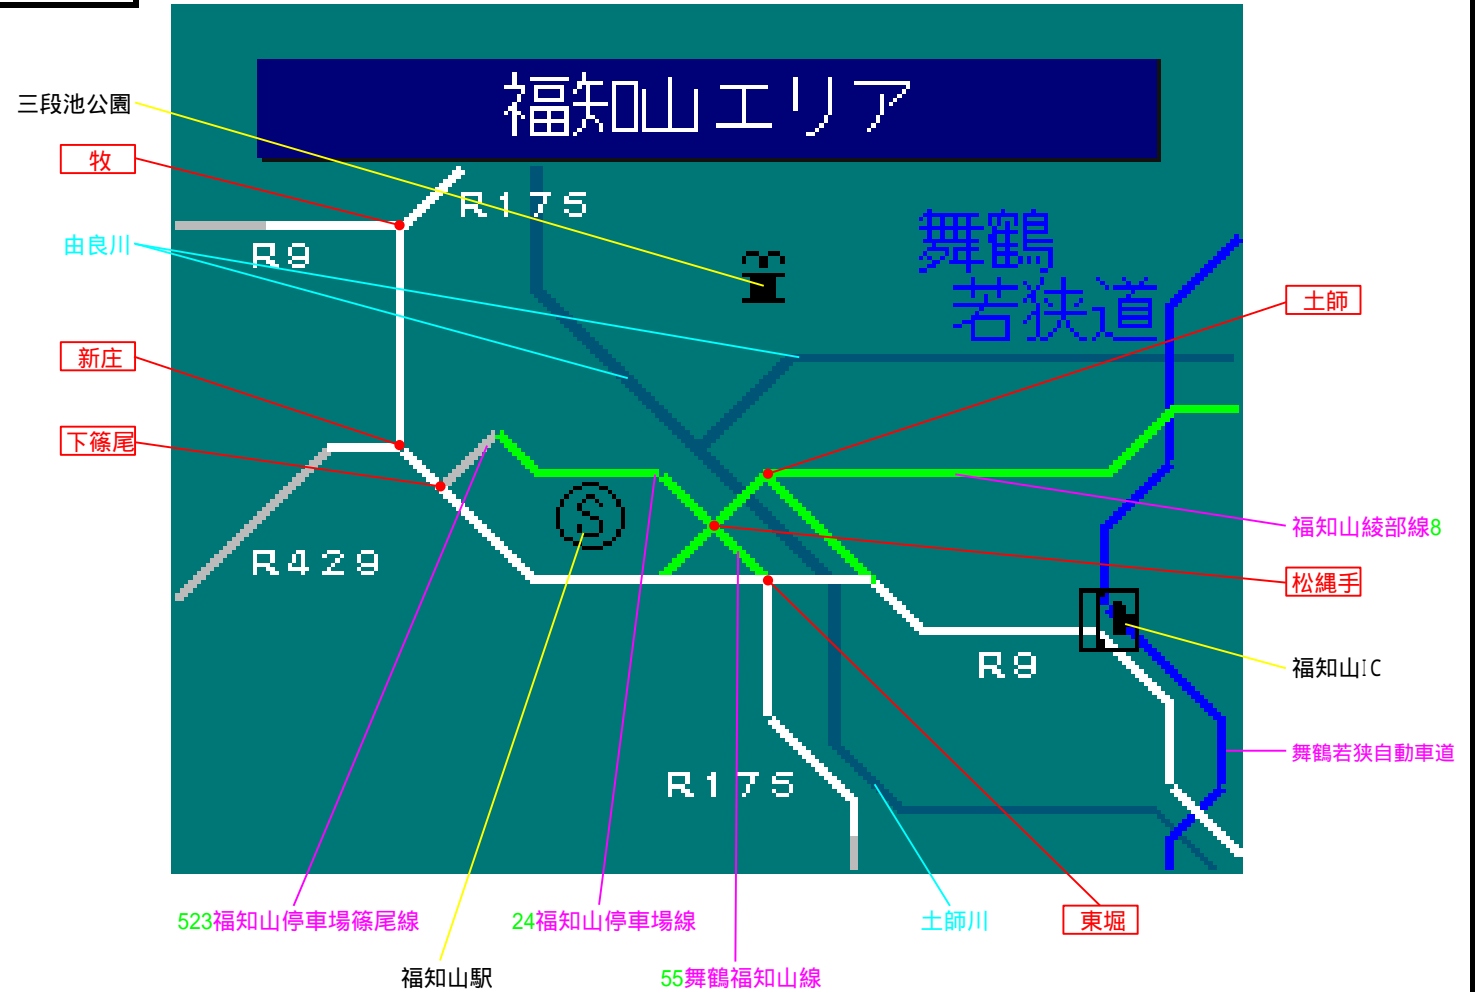 福知山エリア
三段池公園
牧
R175
由良川
R9
舞鶴
若狭道
土師
新庄
下篠尾
福知山綾部線8
R429
松縄手
R9
福知山IC
舞鶴若狭自動車道
R175
523福知山停車場篠尾線
24福知山停車場線
土師川
東堀
福知山駅
55舞鶴福知山線
S